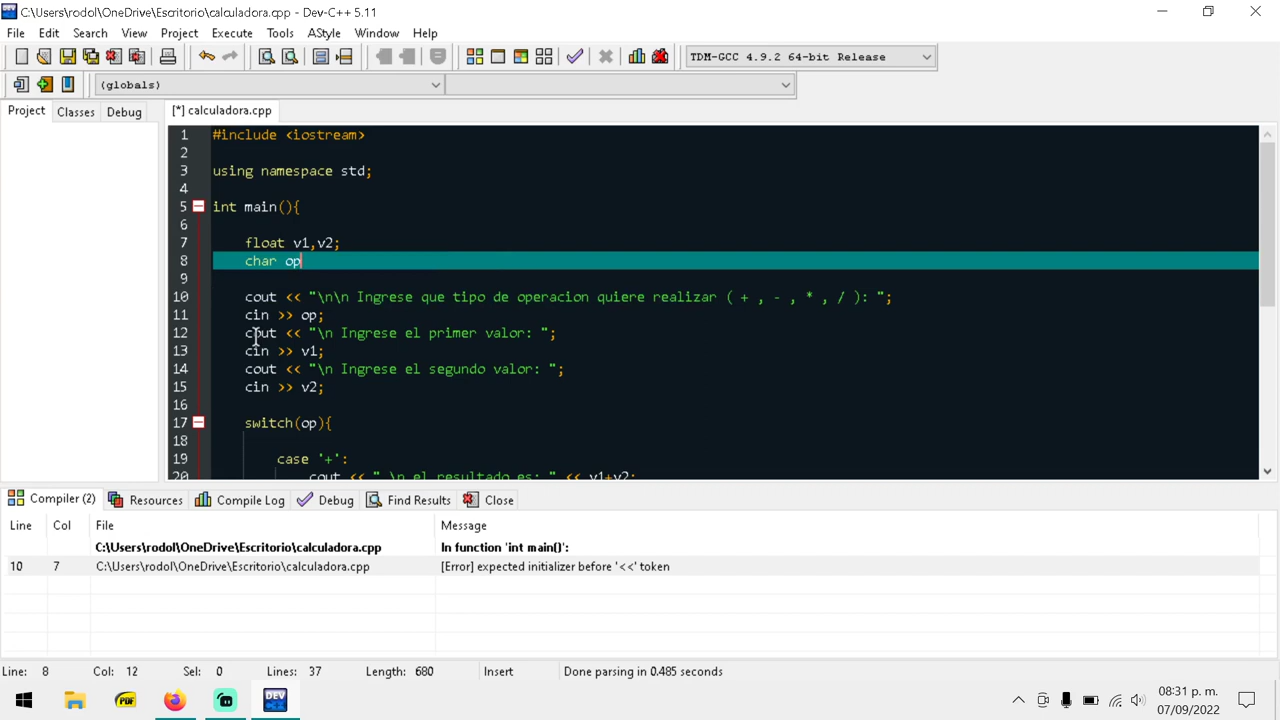 C:\Users\rodol\OneDrive\Escritorio\calculadora.cpp - Dev-C++ 5.11
File Edit Search View Project Execute Tools AStyle Window Help
TDM-GCC 4.9.2 64-bit Release
(globals)
Project Classes Debug [*] calculadora.cpp
1 #include <iostream>
2
3 using namespace std;
4
5 int main(){
6
7 float v1,v2;
8 char op
9
10 cout << "\n\n Ingrese que tipo de operacion quiere realizar ( + , - , * , / ): ";
11 cin >> op;
12 cout << "\n Ingrese el primer valor: ";
13 cin >> v1;
14 cout << "\n Ingrese el segundo valor: ";
15 cin >> v2;
16
17 switch(op){
18
19 case '+':
20 cout << " \n el resultado es: " << v1+v2;
Compiler (2) Resources Compile Log Debug Find Results Close
Line Col File Message
C:\Users\rodol\OneDrive\Escritorio\calculadora.cpp In function 'int main()':
10 7 C:\Users\rodol\OneDrive\Escritorio\calculadora.cpp [Error] expected initializer before '<<' token
Line: 8 Col: 12 Sel: 0 Lines: 37 Length: 680 Insert Done parsing in 0.485 seconds
PDF DEV 08:31 p. m.
07/09/2022